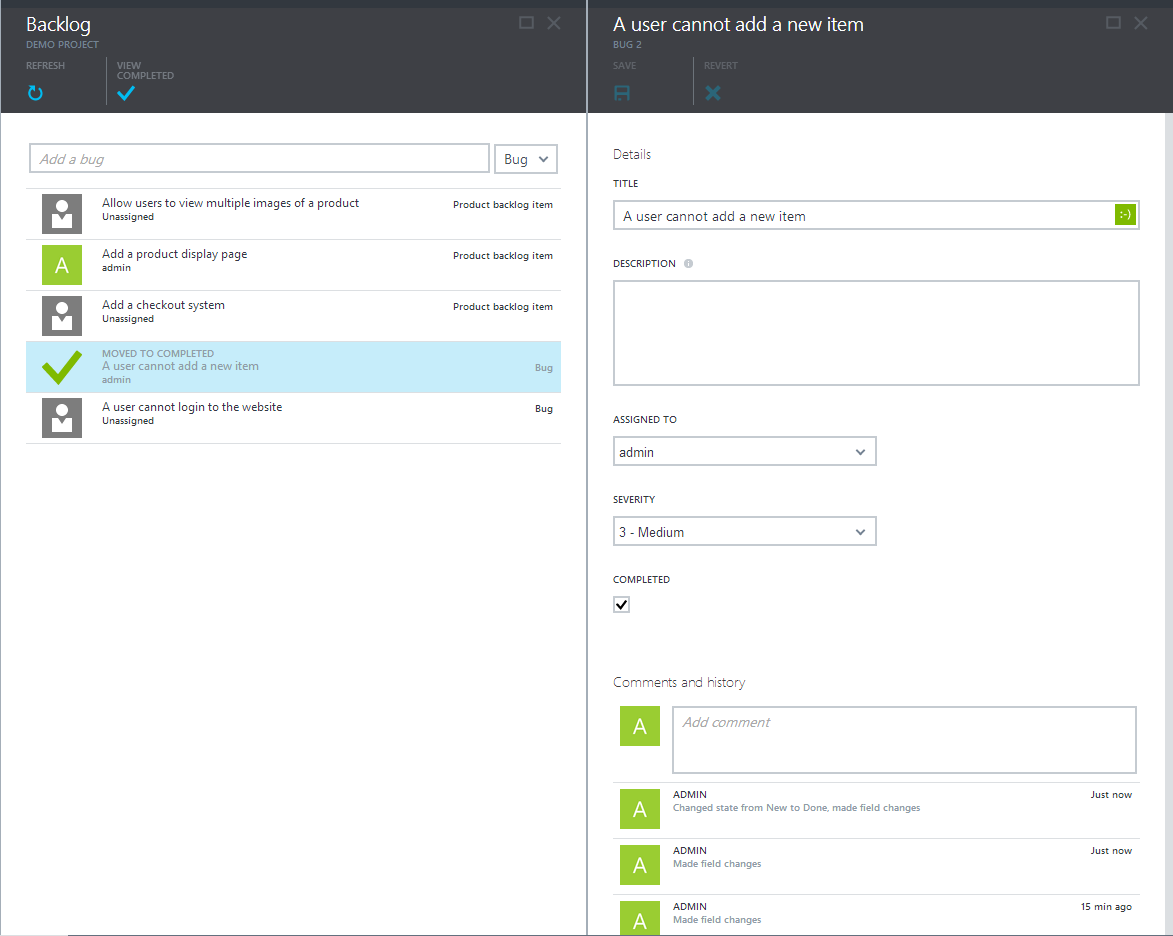 Backlog
DEMO PROJECT
REFRESH
VIEW
COMPLETED
Add a bug
Bug
Allow users to view multiple images of a product
Unassigned
Product backlog item
A
Add a product display page
admin
Product backlog item
Add a checkout system
Unassigned
Product backlog item
MOVED TO COMPLETED
A user cannot add a new item
admin
Bug
A user cannot login to the website
Unassigned
Bug
A user cannot add a new item
BUG 2
SAVE
REVERT
Details
TITLE
A user cannot add a new item
:-)
DESCRIPTION
ASSIGNED TO
admin
SEVERITY
3 - Medium
COMPLETED
Comments and history
A
Add comment
A
ADMIN
Just now
Changed state from New to Done, made field changes
A
ADMIN
Just now
Made field changes
A
ADMIN
15 min ago
Made field changes